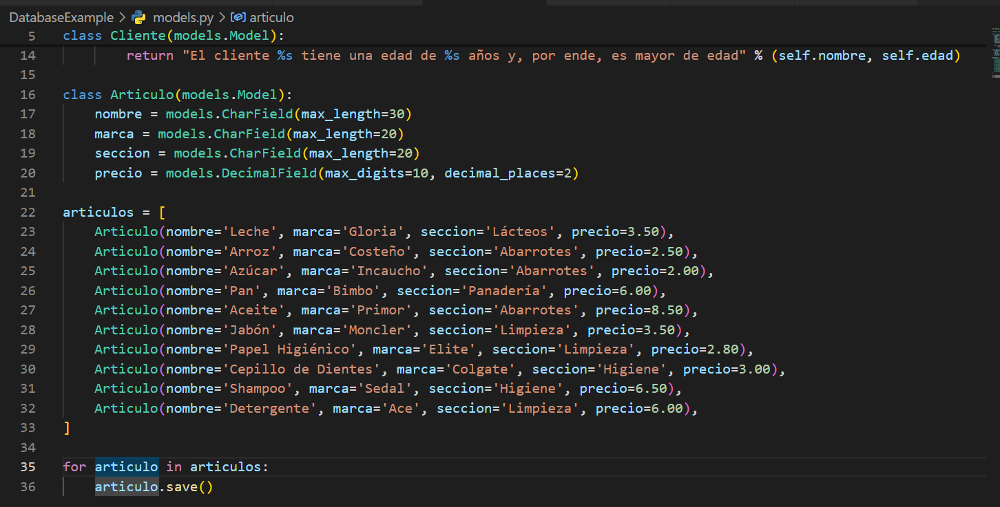 DatabaseExample > models.py > articulo
5 class Cliente(models.Model):
14 return "El cliente %s tiene una edad de %s años y, por ende, es mayor de edad" % (self.nombre, self.edad)
15
16 class Articulo(models.Model):
17 nombre = models.CharField(max_length=30)
18 marca = models.CharField(max_length=20)
19 seccion = models.CharField(max_length=20)
20 precio = models.DecimalField(max_digits=10, decimal_places=2)
21
22 articulos = [
23 Articulo(nombre='Leche', marca='Gloria', seccion='Lácteos', precio=3.50),
24 Articulo(nombre='Arroz', marca='Costeño', seccion='Abarrotes', precio=2.50),
25 Articulo(nombre='Azúcar', marca='Incaucho', seccion='Abarrotes', precio=2.00),
26 Articulo(nombre='Pan', marca='Bimbo', seccion='Panadería', precio=6.00),
27 Articulo(nombre='Aceite', marca='Primor', seccion='Abarrotes', precio=8.50),
28 Articulo(nombre='Jabón', marca='Moncler', seccion='Limpieza', precio=3.50),
29 Articulo(nombre='Papel Higiénico', marca='Elite', seccion='Limpieza', precio=2.80),
30 Articulo(nombre='Cepillo de Dientes', marca='Colgate', seccion='Higiene', precio=3.00),
31 Articulo(nombre='Shampoo', marca='Sedal', seccion='Higiene', precio=6.50),
32 Articulo(nombre='Detergente', marca='Ace', seccion='Limpieza', precio=6.00),
33 ]
34
35 for articulo in articulos:
36 articulo.save()